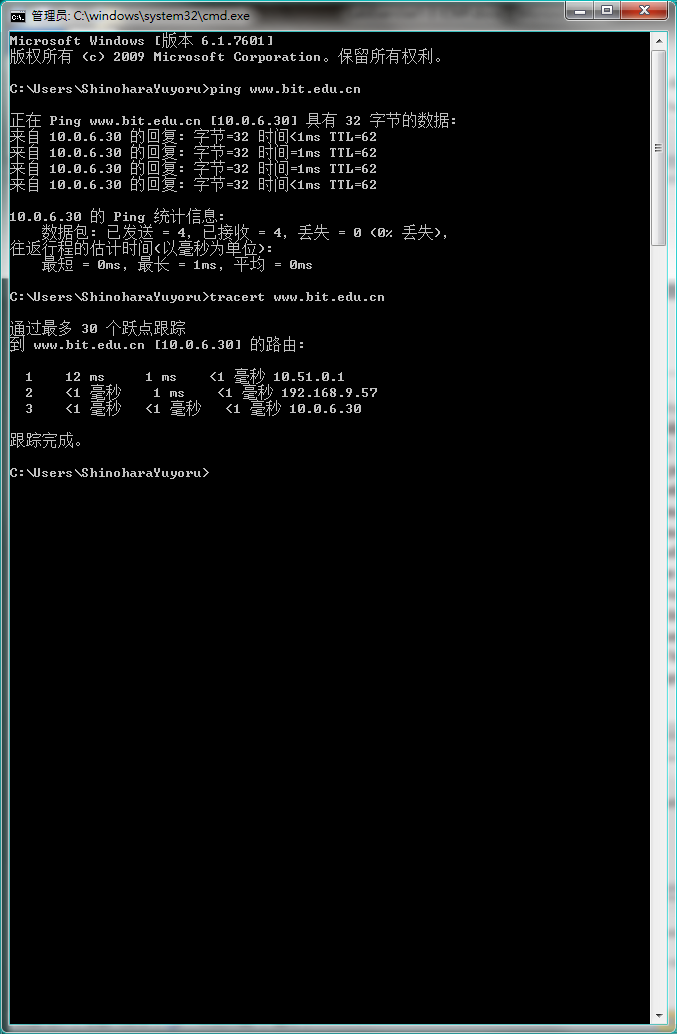 管理员: C:\windows\system32\cmd.exe
Microsoft Windows [版本 6.1.7601]
版权所有 (c) 2009 Microsoft Corporation。保留所有权利。
C:\Users\ShinoharaYuyoru>ping www.bit.edu.cn
正在 Ping www.bit.edu.cn [10.0.6.30] 具有 32 字节的数据:
来自 10.0.6.30 的回复: 字节=32 时间<1ms TTL=62
来自 10.0.6.30 的回复: 字节=32 时间=1ms TTL=62
来自 10.0.6.30 的回复: 字节=32 时间=1ms TTL=62
来自 10.0.6.30 的回复: 字节=32 时间<1ms TTL=62
10.0.6.30 的 Ping 统计信息:
数据包: 已发送 = 4，已接收 = 4，丢失 = 0 (0% 丢失)，
往返行程的估计时间(以毫秒为单位):
最短 = 0ms，最长 = 1ms，平均 = 0ms
C:\Users\ShinoharaYuyoru>tracert www.bit.edu.cn
通过最多 30 个跃点跟踪
到 www.bit.edu.cn [10.0.6.30] 的路由:
1 12 ms 1 ms <1 毫秒 10.51.0.1
2 <1 毫秒 1 ms <1 毫秒 192.168.9.57
3 <1 毫秒 <1 毫秒 <1 毫秒 10.0.6.30
跟踪完成。
C:\Users\ShinoharaYuyoru>